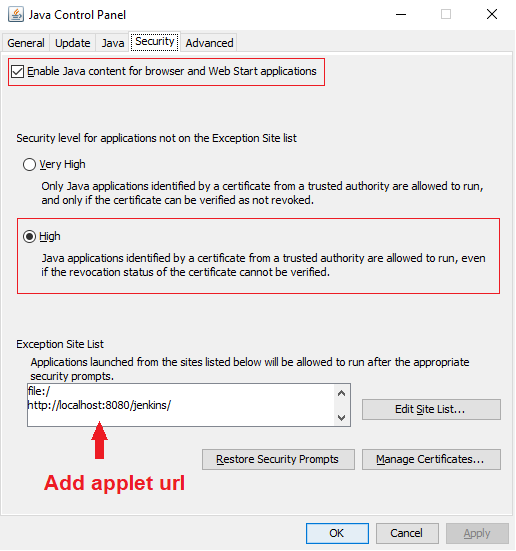 Java Control Panel
General Update Java Security Advanced
Enable Java content for browser and Web Start applications
Security level for applications not on the Exception Site list
Very High
Only Java applications identified by a certificate from a trusted authority are allowed to run,
and only if the certificate can be verified as not revoked.
High
Java applications identified by a certificate from a trusted authority are allowed to run, even
if the revocation status of the certificate cannot be verified.
Exception Site List
Applications launched from the sites listed below will be allowed to run after the appropriate
security prompts.
file:/
http://localhost:8080/jenkins/
Edit Site List...
Add applet url
Restore Security Prompts Manage Certificates...
OK Cancel Apply